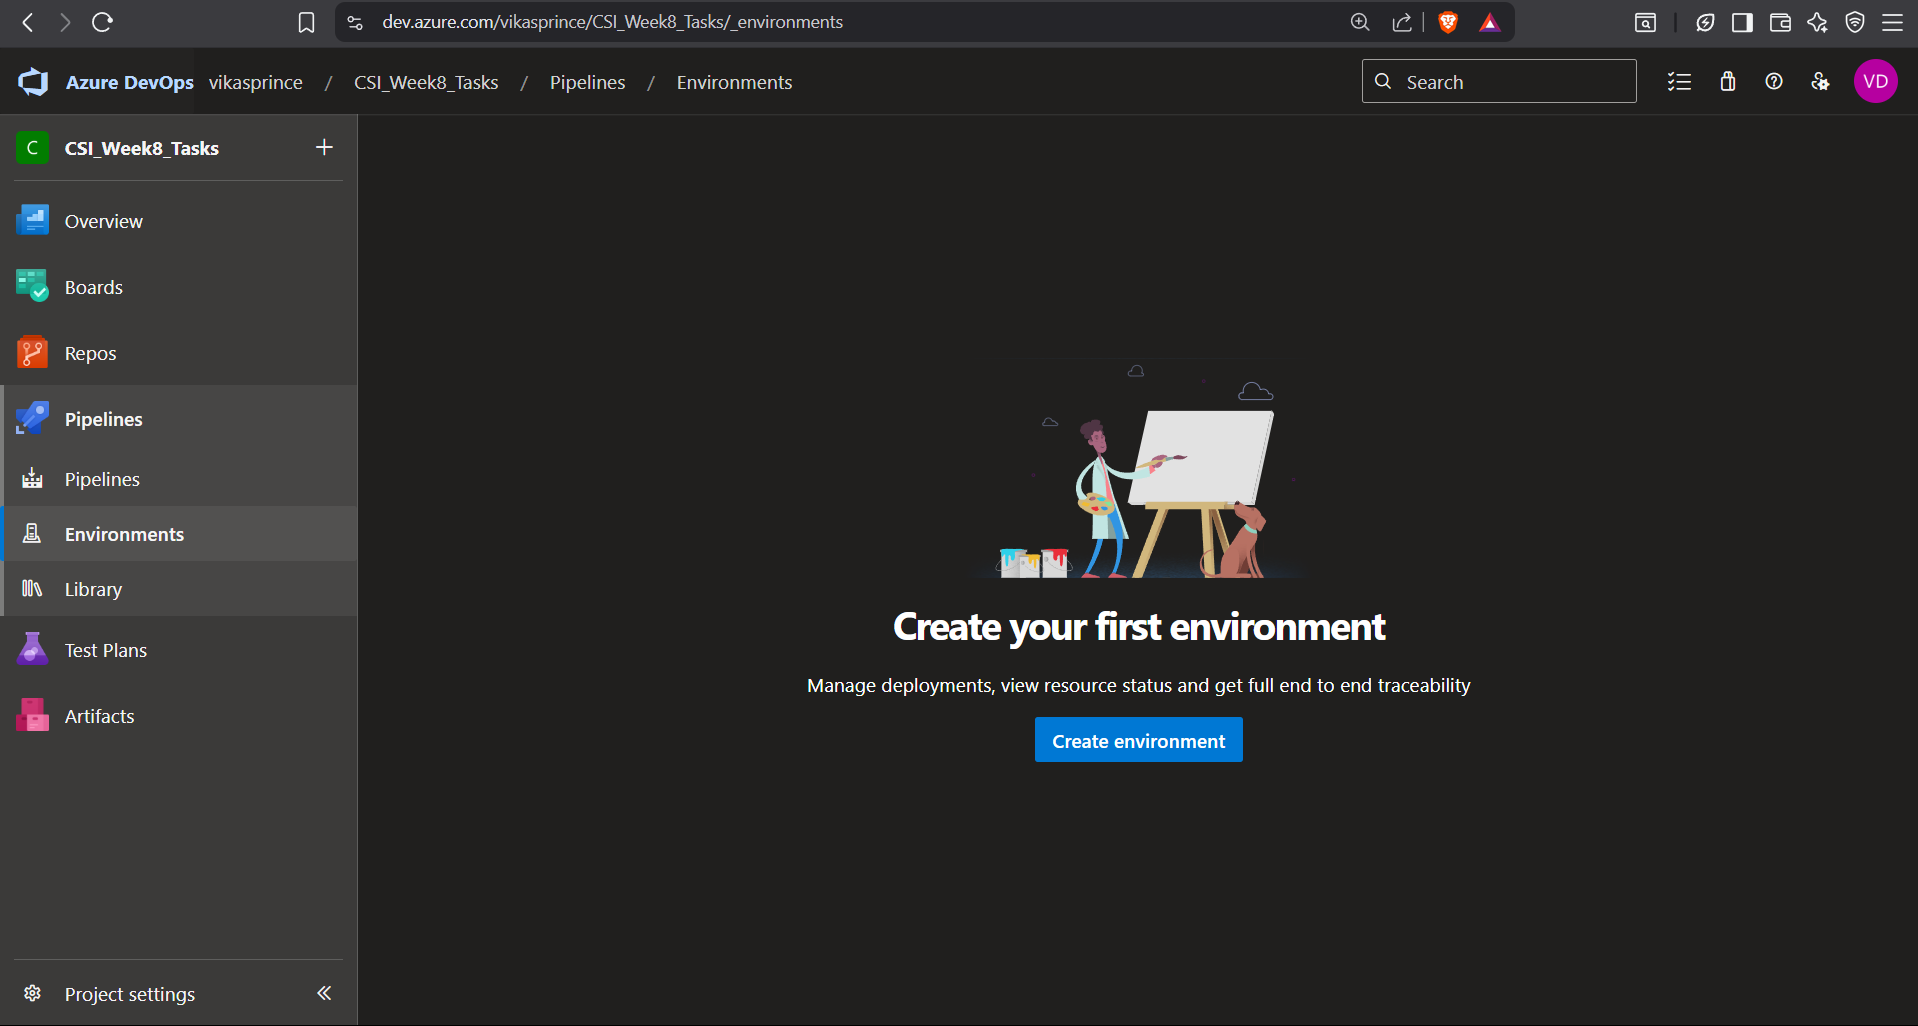 dev.azure.com/vikasprince/CSI_Week8_Tasks/_environments
Azure DevOps vikasprince / CSI_Week8_Tasks / Pipelines / Environments
Search
VD
C CSI_Week8_Tasks
Overview
Boards
Repos
Pipelines
Pipelines
Environments
Library
Test Plans
Artifacts
Create your first environment
Manage deployments, view resource status and get full end to end traceability
Create environment
Project settings